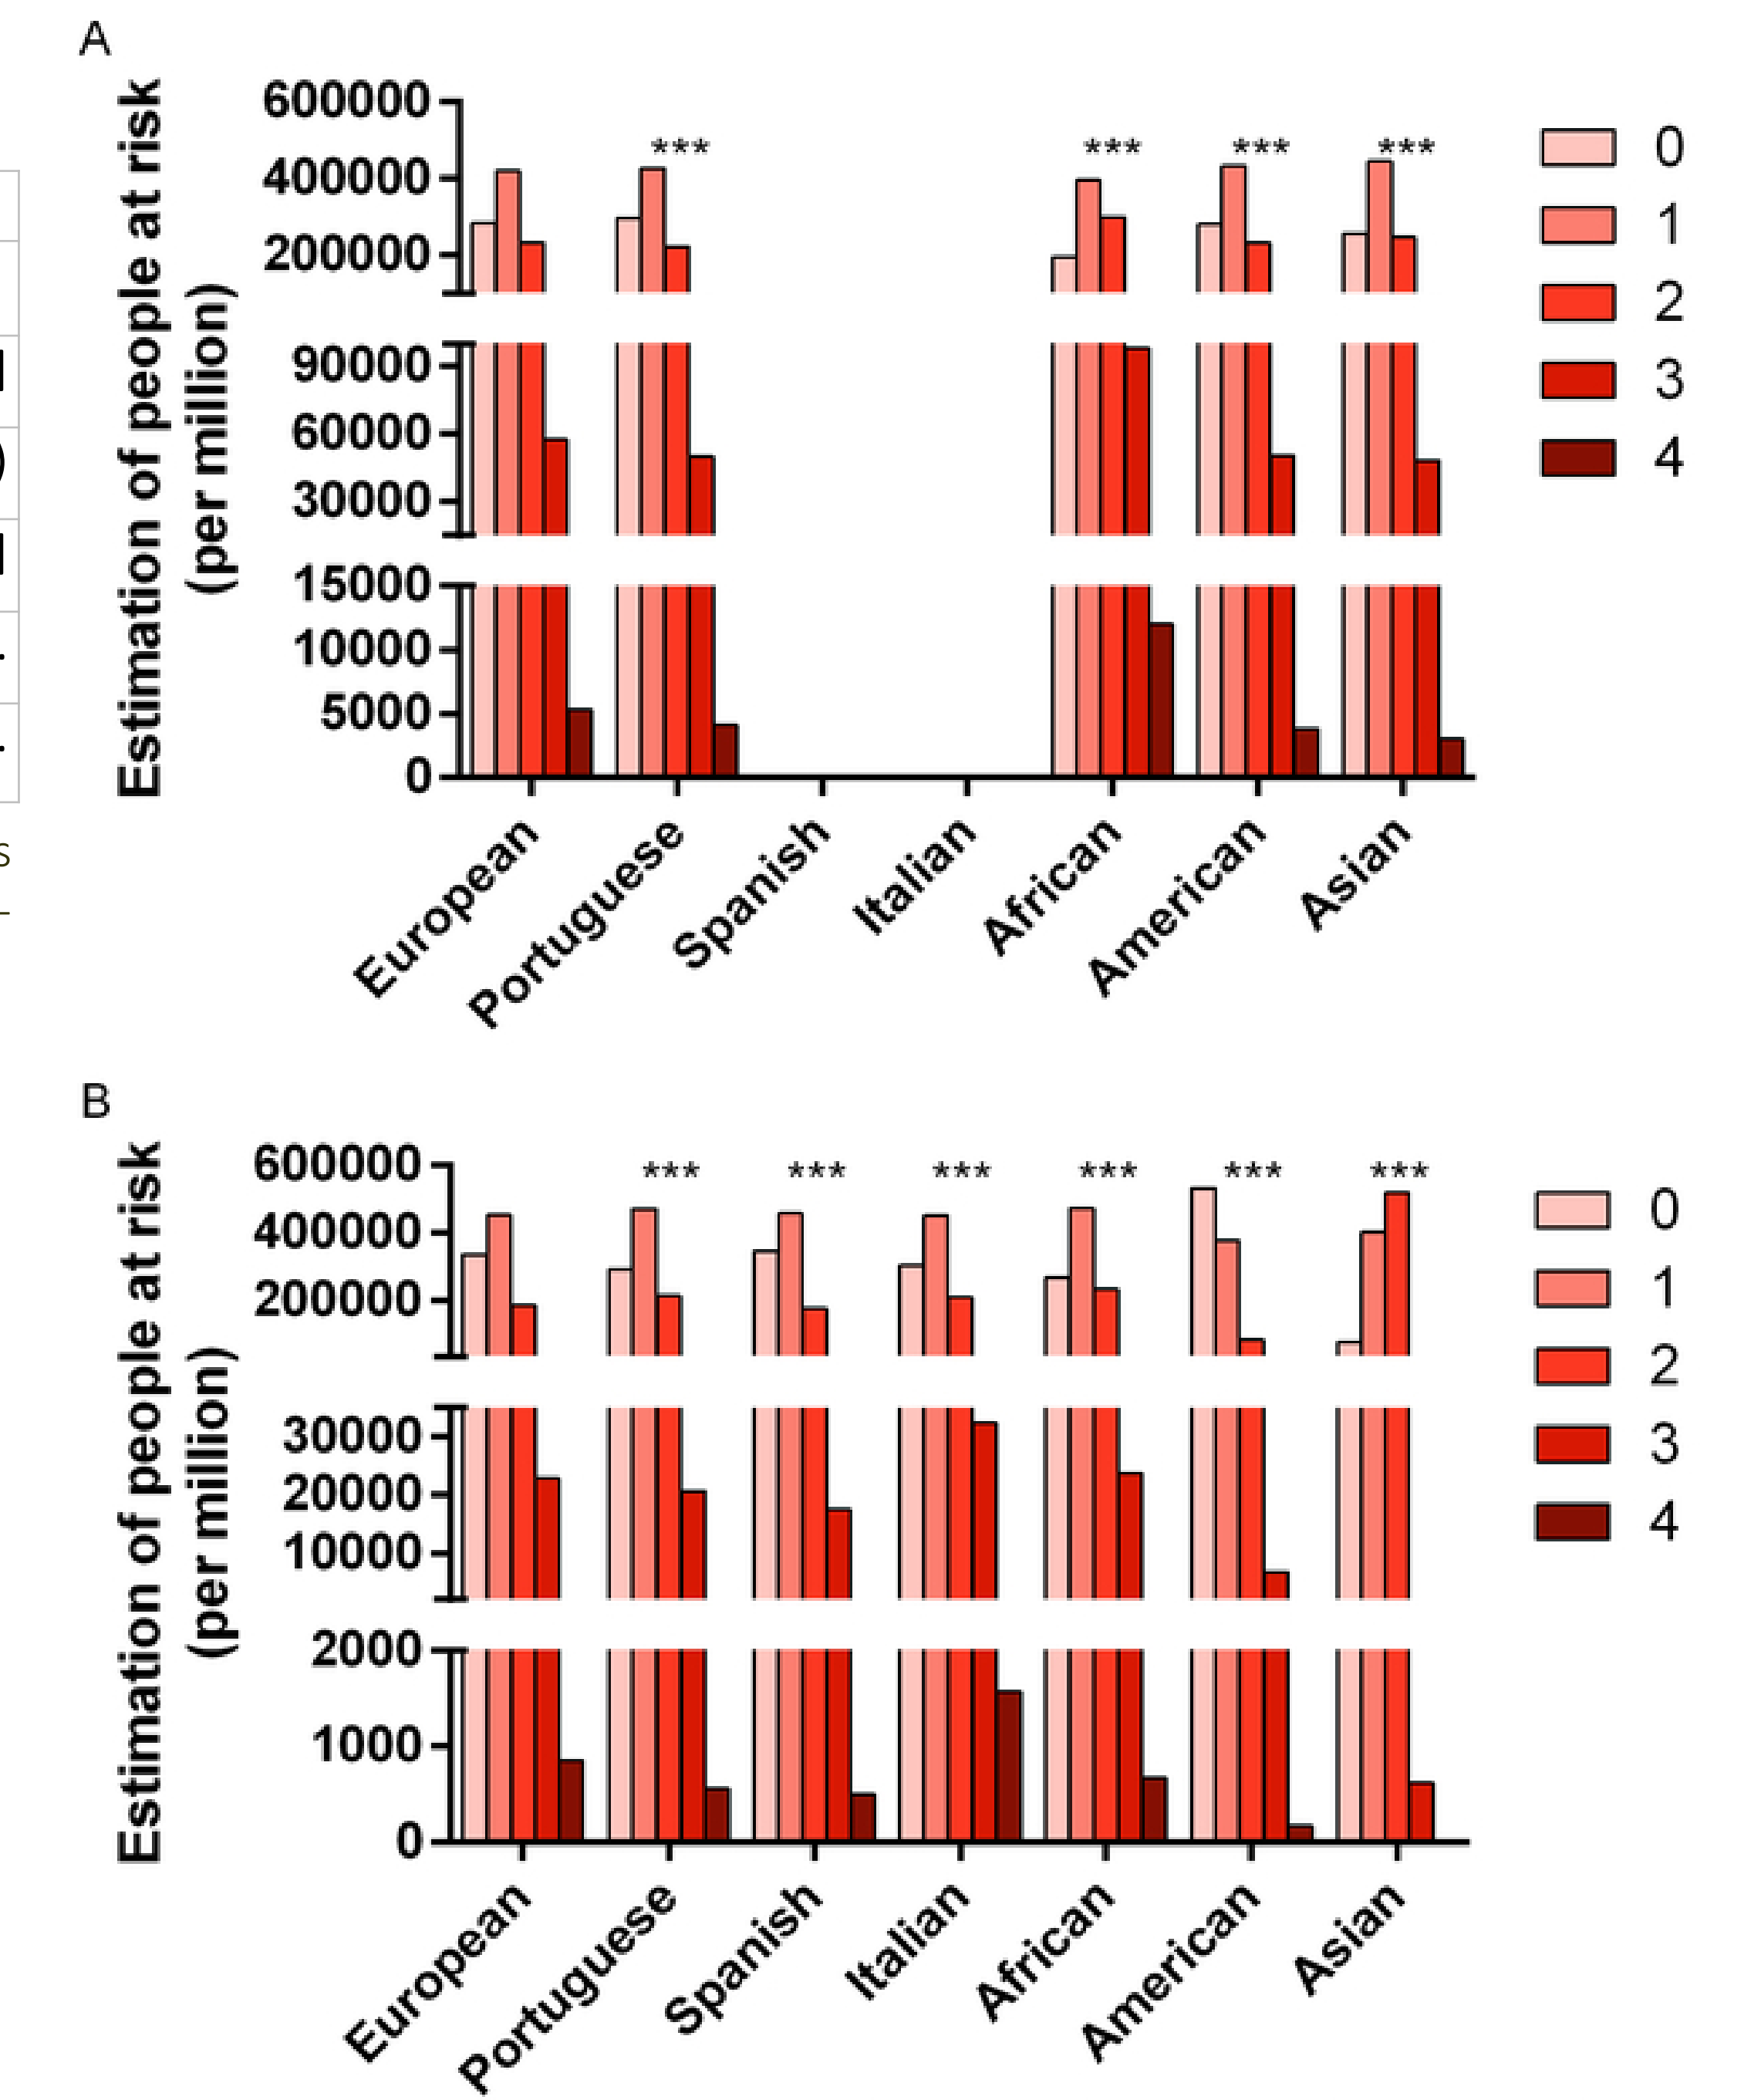 A
Estimation of people at risk
(per million)
600000
400000
200000
90000
60000
30000
15000
10000
5000
0
***
***
***
***
European
Portuguese
Spanish
Italian
African
American
Asian
0
1
2
3
4
B
Estimation of people at risk
(per million)
600000
400000
200000
30000
20000
10000
2000
1000
0
***
***
***
***
***
***
European
Portuguese
Spanish
Italian
African
American
Asian
0
1
2
3
4